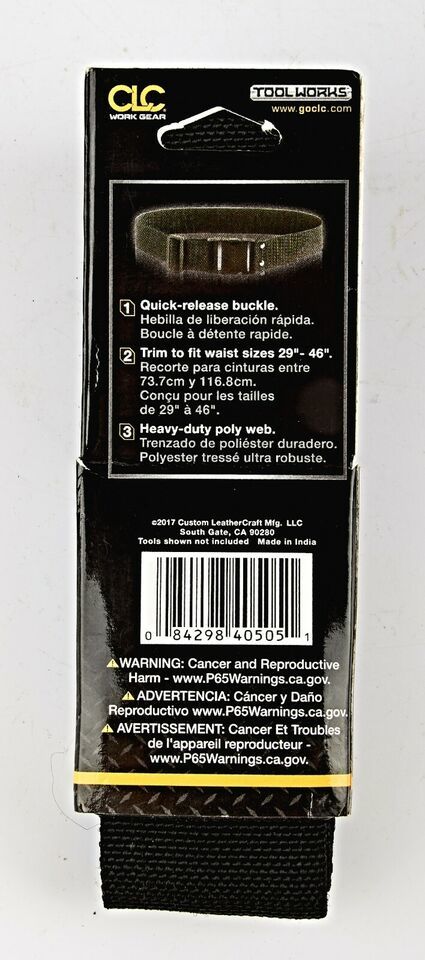 CLC
WORK GEAR®
TOOL WORKS™
www.goclc.com
1 Quick-release buckle.
Hebilla de liberación rápida.
Boucle à détente rapide.
2 Trim to fit waist sizes 29"- 46".
Recorte para cinturas entre
73.7cm y 116.8cm.
Conçu pour les tailles
de 29" à 46".
3 Heavy-duty poly web.
Trenzado de poliéster duradero.
Polyester tressé ultra robuste.
©2017 Custom LeatherCraft Mfg. LLC
South Gate, CA 90280
Tools shown not included Made in India
0 84298 40505 1
⚠WARNING: Cancer and Reproductive
Harm - www.P65Warnings.ca.gov.
⚠ADVERTENCIA: Cáncer y Daño
Reproductivo www.P65Warnings.ca.gov.
⚠AVERTISSEMENT: Cancer Et Troubles
de l'appareil reproducteur -
www.P65Warnings.ca.gov.